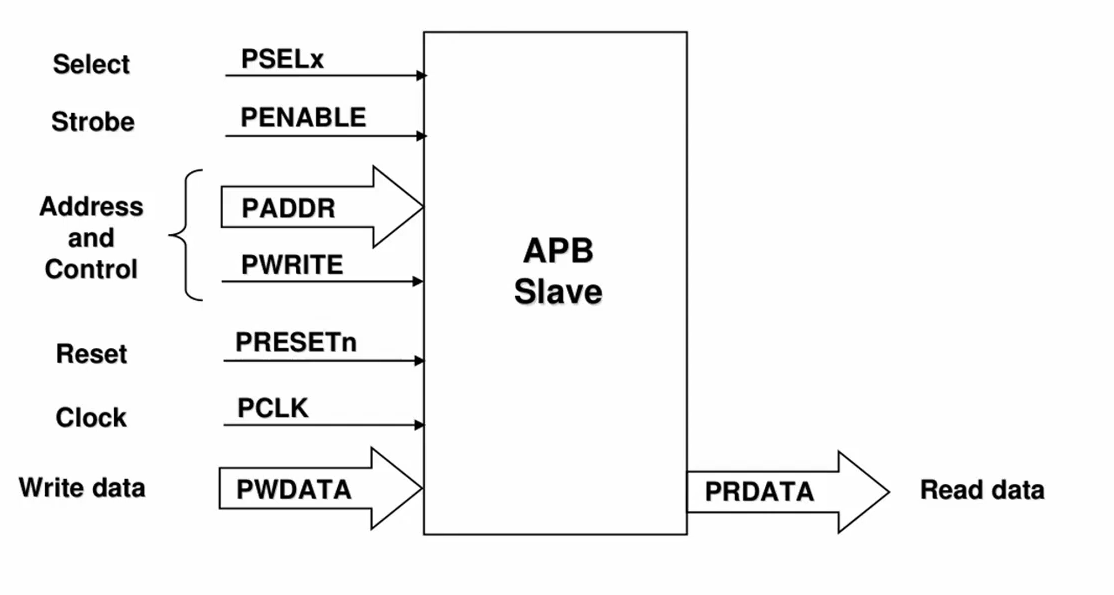 Select
PSELx
Strobe
PENABLE
Address
and
Control
PADDR
PWRITE
Reset
PRESETn
Clock
PCLK
Write data
PWDATA
APB
Slave
PRDATA
Read data